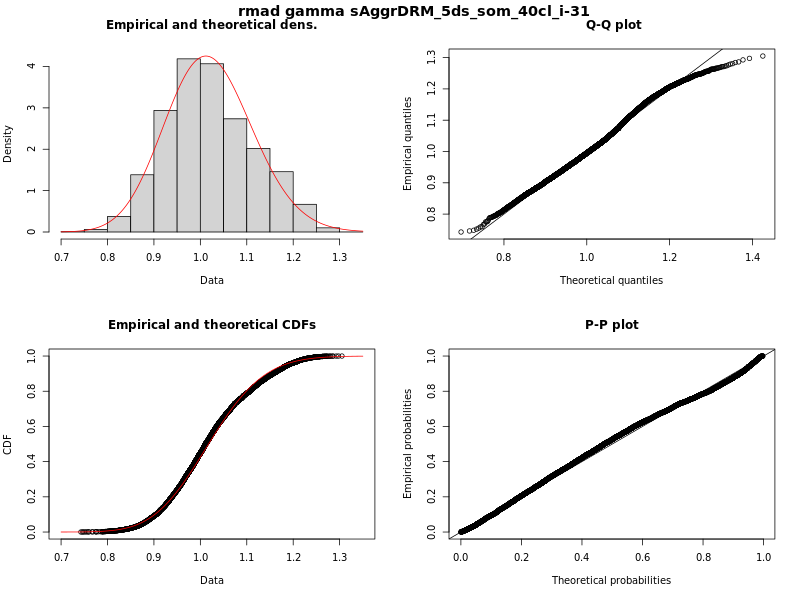 rmad gamma sAggrDRM_5ds_som_40cl_i-31
Empirical and theoretical dens.
Density
0 1 2 3 4
0.7 0.8 0.9 1.0 1.1 1.2 1.3
Data
Q-Q plot
Empirical quantiles
0.8 0.9 1.0 1.1 1.2 1.3
0.8 1.0 1.2 1.4
Theoretical quantiles
Empirical and theoretical CDFs
CDF
0.0 0.2 0.4 0.6 0.8 1.0
0.7 0.8 0.9 1.0 1.1 1.2 1.3
Data
P-P plot
Empirical probabilities
0.0 0.2 0.4 0.6 0.8 1.0
0.0 0.2 0.4 0.6 0.8 1.0
Theoretical probabilities